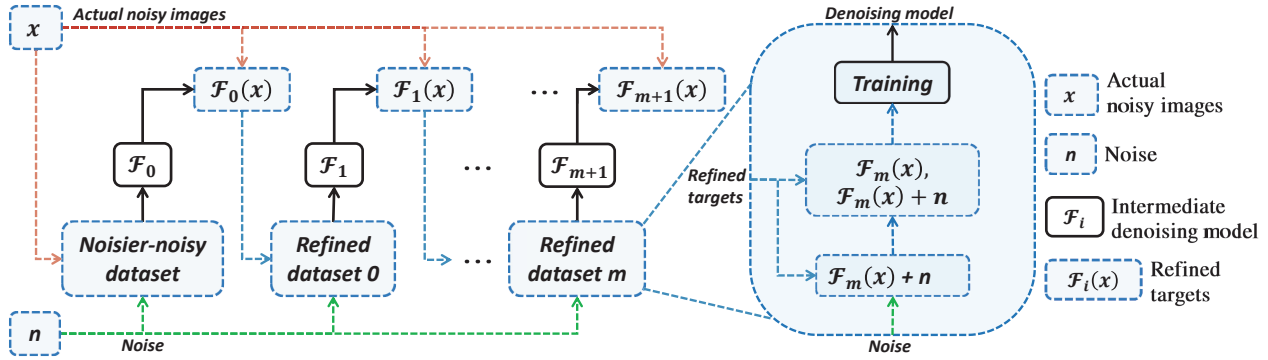 x
Actual noisy images
ℱ₀(x)
ℱ₁(x)
...
ℱₘ₊₁(x)
ℱ₀
ℱ₁
...
ℱₘ₊₁
Noisier-noisy
dataset
Refined
dataset 0
...
Refined
dataset m
n
Noise
Denoising model
Training
Refined
targets
ℱₘ(x),
ℱₘ(x) + n
ℱₘ(x) + n
Noise
x
Actual
noisy images
n
Noise
ℱᵢ
Intermediate
denoising model
ℱᵢ(x)
Refined
targets